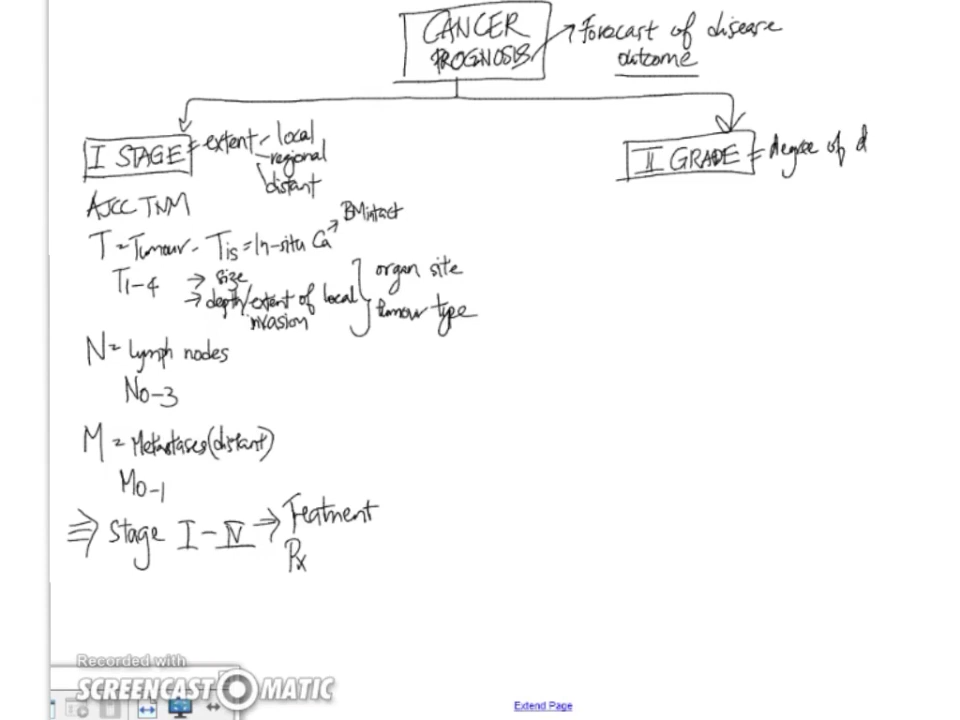 CANCER
PROGNOSIS
Forecast of disease
outcome
I STAGE = extent - local
regional
distant
II GRADE = degree of d
AJCC TNM
T = Tumour - Tis = In-situ Ca → BM intact
T1-4 → size
→ depth/extent of local
invasion
organ site
tumour type
N = Lymph nodes
N0-3
M = Metastases (distant)
M0-1
⇒ Stage I - IV ⇒ Treatment
Px
Recorded with
SCREENCAST-O-MATIC
Extend Page